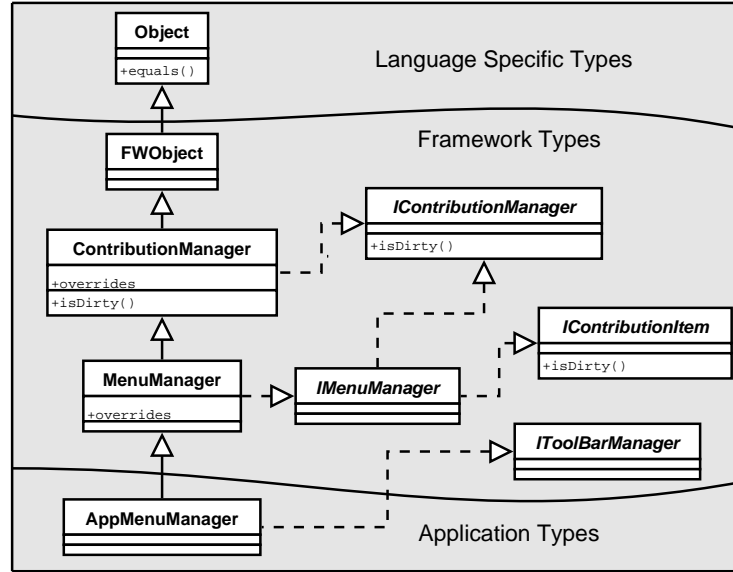 Object
+equals()
Language Specific Types
Framework Types
FWObject
IContributionManager
+isDirty()
ContributionManager
+overrides
+isDirty()
IContributionItem
+isDirty()
MenuManager
+overrides
IMenuManager
IToolBarManager
AppMenuManager
Application Types